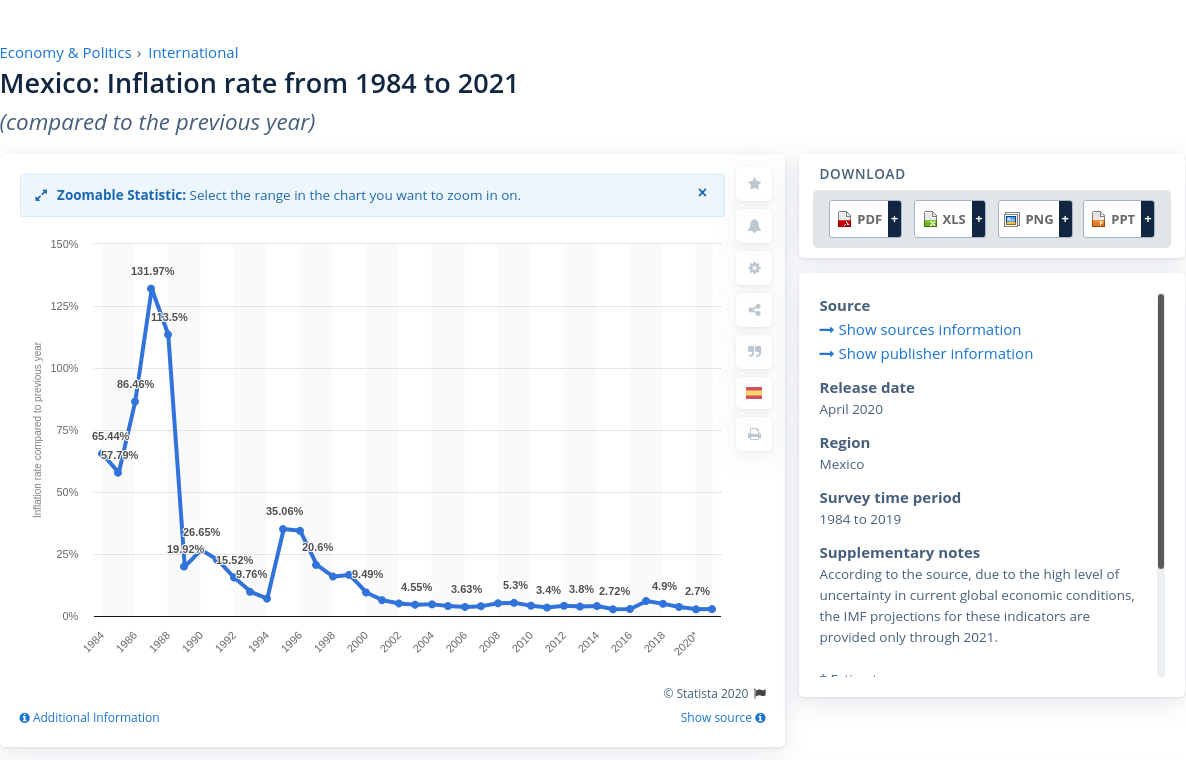 Economy & Politics › International
Mexico: Inflation rate from 1984 to 2021
(compared to the previous year)
Zoomable Statistic: Select the range in the chart you want to zoom in on.
×
Inflation rate compared to previous year
150%
125%
100%
75%
50%
25%
0%
65.44%
57.79%
86.46%
131.97%
113.5%
19.92%
26.65%
15.52%
9.76%
35.06%
20.6%
9.49%
4.55%
3.63%
5.3%
3.4%
3.8%
2.72%
4.9%
2.7%
1984
1986
1988
1990
1992
1994
1996
1998
2000
2002
2004
2006
2008
2010
2012
2014
2016
2018
2020*
© Statista 2020
Additional Information
Show source
DOWNLOAD
PDF +
XLS +
PNG +
PPT +
Source
Show sources information
Show publisher information
Release date
April 2020
Region
Mexico
Survey time period
1984 to 2019
Supplementary notes
According to the source, due to the high level of
uncertainty in current global economic conditions,
the IMF projections for these indicators are
provided only through 2021.